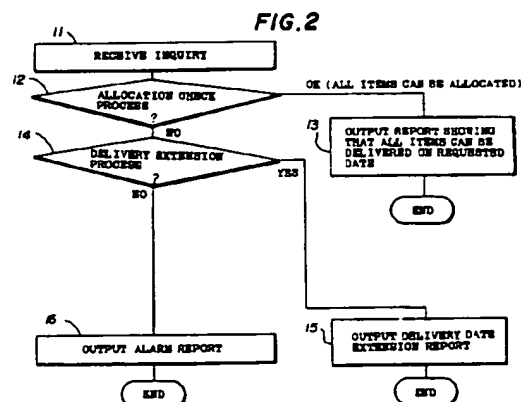 FIG.2
11
RECEIVE INQUIRY
12
ALLOCATION CHECK
PROCESS
?
OK (ALL ITEMS CAN BE ALLOCATED)
NO
13
OUTPUT REPORT SHOWING
THAT ALL ITEMS CAN BE
DELIVERED ON REQUESTED
DATE
END
14
DELIVERY EXTENSION
PROCESS
?
YES
NO
16
OUTPUT ALARM REPORT
END
15
OUTPUT DELIVERY DATE
EXTENSION REPORT
END